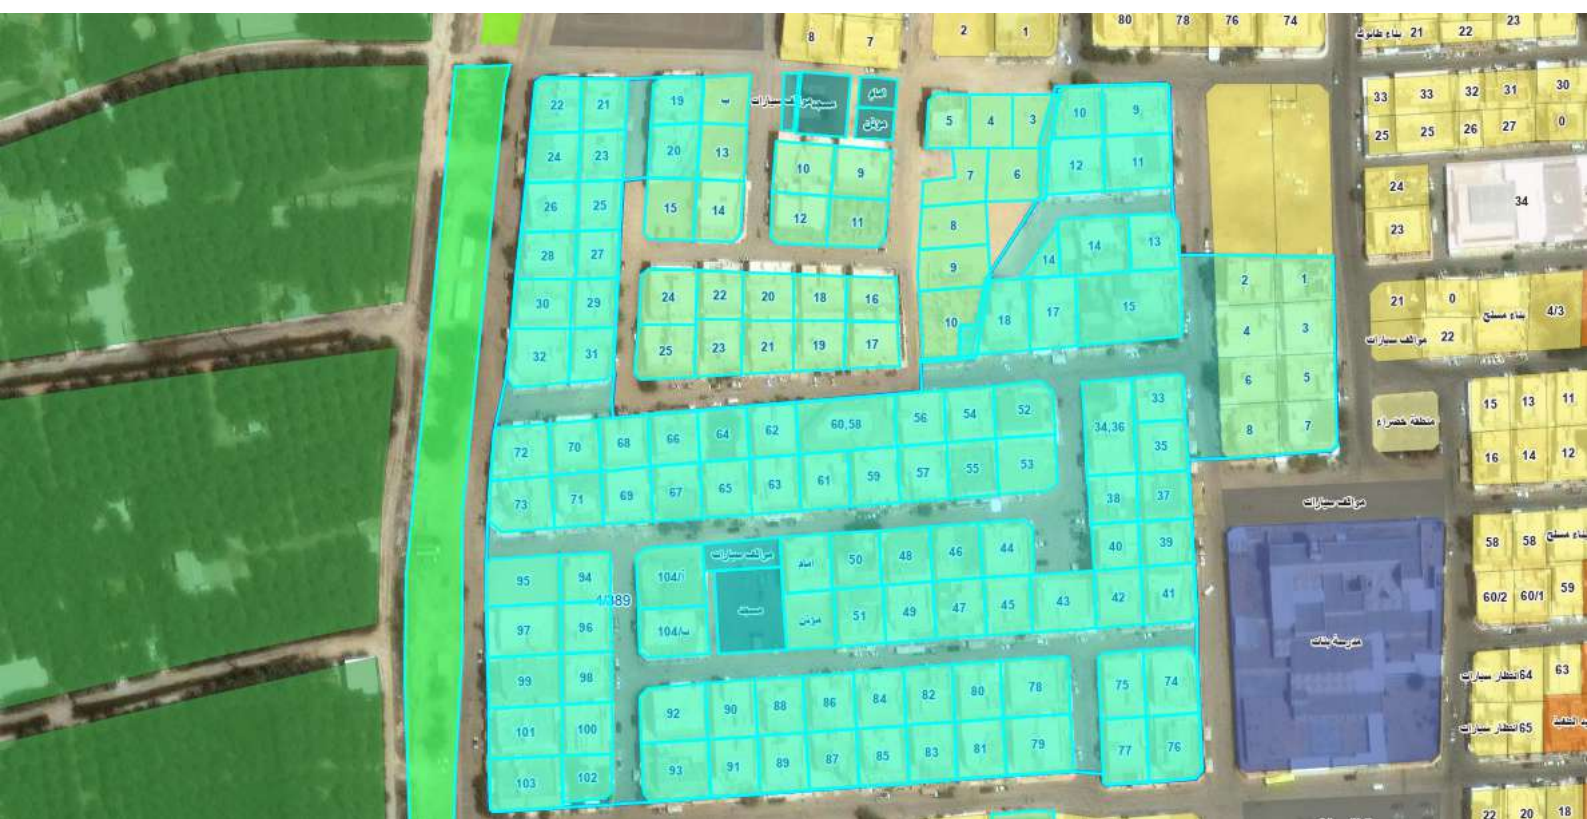 80 78 76 74
2 1
8 7
23
22
21 بناء طابوق
22 21
19 ب
مواقف سيارات
مسجد
امام
مؤذن
5 4 3
10 9
33 33 32 31 30
25 25 26 27 0
24 23
20 13
10 9
7 6
12 11
24
34
26 25
15 14
12 11
8
23
14 14 13
28 27
9
2 1
30 29
24 22 20 18 16
10
18 17 15
4 3
21 0
بناء مسلح
4/3
مواقف سيارات 22
32 31
25 23 21 19 17
6 5
72 70 68 66 64 62 60,58 56 54 52
34,36 33
35
8 7
منطقة خضراء
15 13 11
16 14 12
73 71 69 67 65 63 61 59 57 55 53
38 37
مواقف سيارات
40 39
58 58 بناء مسلح
95 94
4/389
104/أ
مواقف سيارات
امام
50 48 46 44
60/2 60/1 59
97 96
104/ب
مسجد
مؤذن
51 49 47 45 43 42 41
مدرسة بنات
99 98
75 74
64 انتظار سيارات
63
92 90 88 86 84 82 80 78
101 100
65 انتظار سيارات
93 91 89 87 85 83 81 79
77 76
103 102
22 20 18